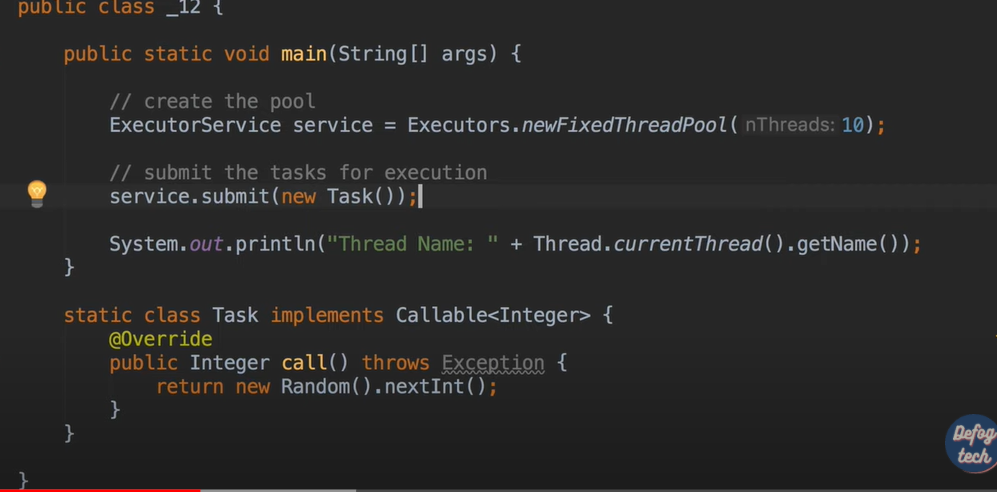 public class _12 {
public static void main(String[] args) {
// create the pool
ExecutorService service = Executors.newFixedThreadPool( nThreads: 10);
// submit the tasks for execution
service.submit(new Task());
System.out.println("Thread Name: " + Thread.currentThread().getName());
}
static class Task implements Callable<Integer> {
@Override
public Integer call() throws Exception {
return new Random().nextInt();
}
}
}
Defog
tech